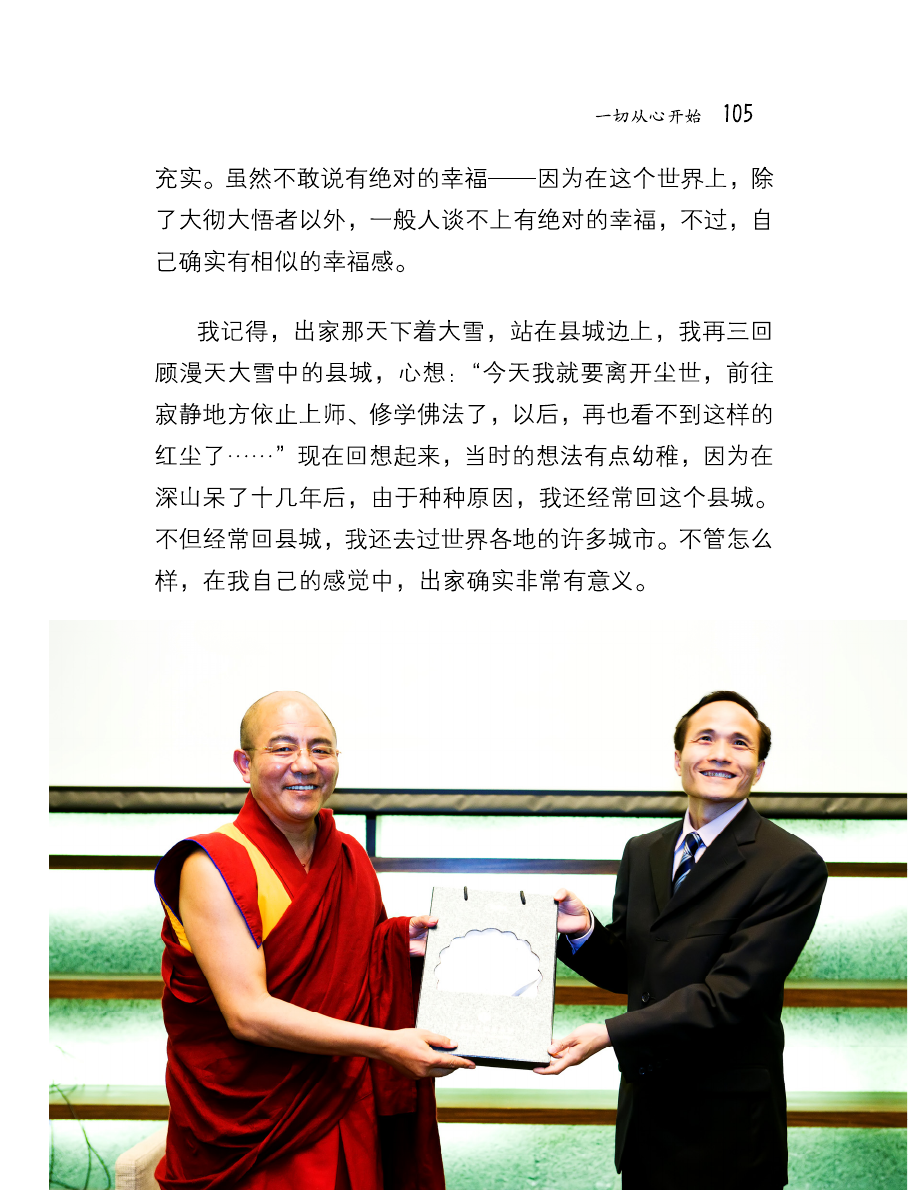 一切从心开始 105
充实。虽然不敢说有绝对的幸福——因为在这个世界上，除
了大彻大悟者以外，一般人谈不上有绝对的幸福，不过，自
己确实有相似的幸福感。
我记得，出家那天下着大雪，站在县城边上，我再三回
顾漫天大雪中的县城，心想：“今天我就要离开尘世，前往
寂静地方依止上师、修学佛法了，以后，再也看不到这样的
红尘了……”现在回想起来，当时的想法有点幼稚，因为在
深山呆了十几年后，由于种种原因，我还经常回这个县城。
不但经常回县城，我还去过世界各地的许多城市。不管怎么
样，在我自己的感觉中，出家确实非常有意义。